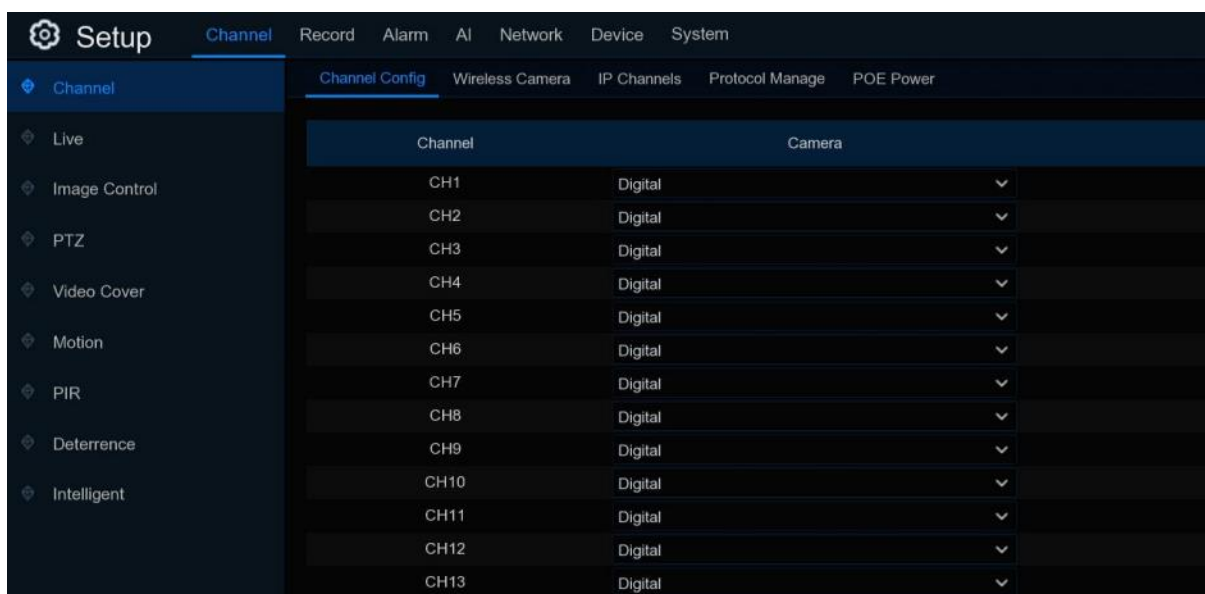 Setup Channel Record Alarm AI Network Device System
Channel
Live
Image Control
PTZ
Video Cover
Motion
PIR
Deterrence
Intelligent
Channel Config Wireless Camera IP Channels Protocol Manage POE Power
Channel Camera
CH1 Digital
CH2 Digital
CH3 Digital
CH4 Digital
CH5 Digital
CH6 Digital
CH7 Digital
CH8 Digital
CH9 Digital
CH10 Digital
CH11 Digital
CH12 Digital
CH13 Digital